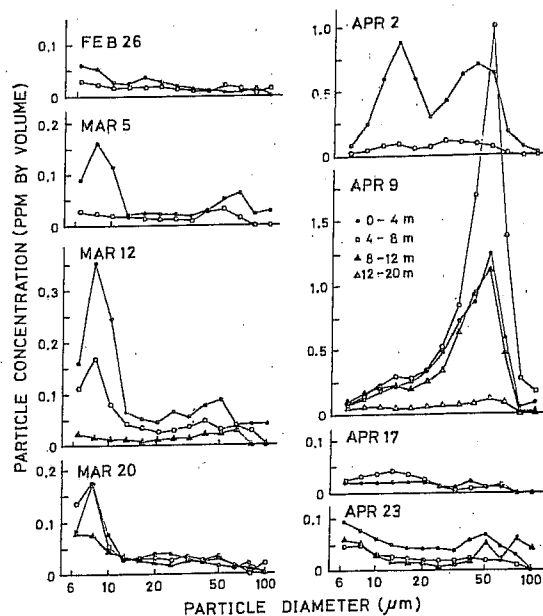 PARTICLE CONCENTRATION (PPM BY VOLUME)
FEB 26
0.1
0
MAR 5
0.2
0.1
0
MAR 12
0.3
0.2
0.1
.0
MAR 20
0.2
0.1
0
6 10 20 50 100
APR 2
1.0
0.5
0
APR 9
0-4 m
4-8 m
8-12 m
12-20 m
1.5
1.0
0.5
0
APR 17
0.1
0
APR 23
0.1
0
6 10 20 50 100
PARTICLE DIAMETER (µm)